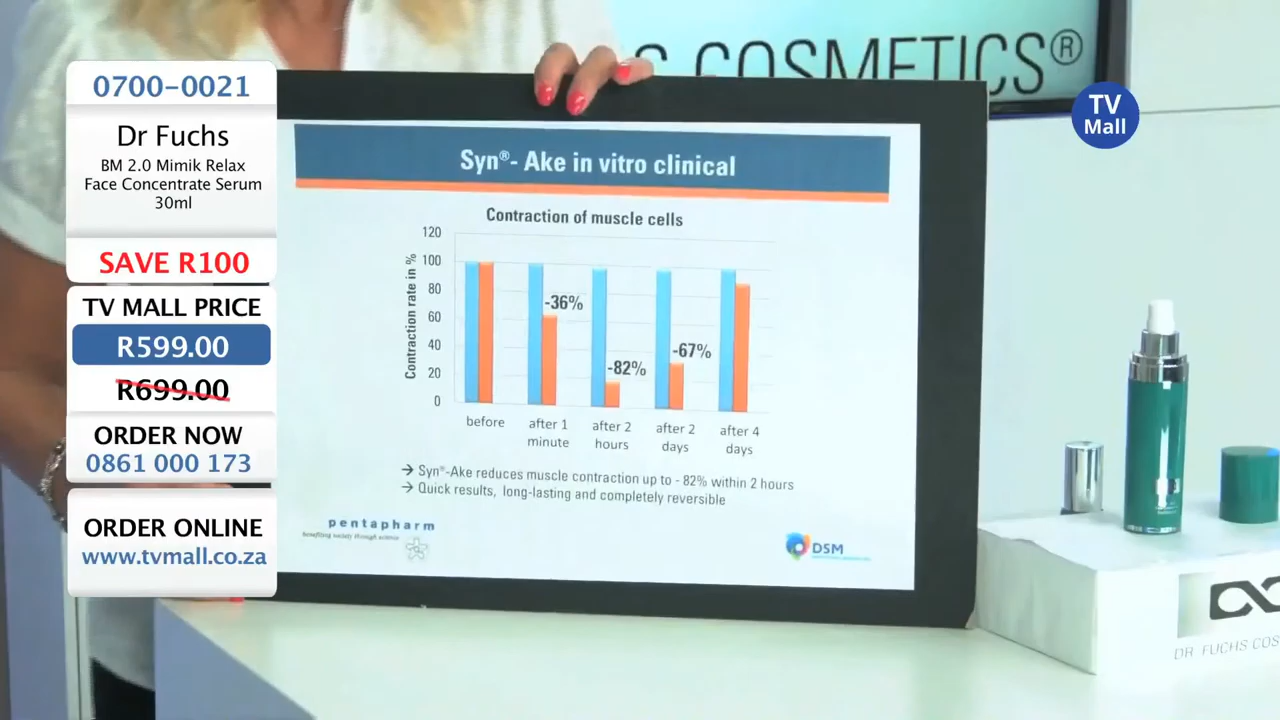 0700-0021
Dr Fuchs
BM 2.0 Mimik Relax
Face Concentrate Serum
30ml
SAVE R100
TV MALL PRICE
R599.00
R699.00
ORDER NOW
0861 000 173
ORDER ONLINE
www.tvmall.co.za
S COSMETICS®
TV
Mall
Syn®- Ake in vitro clinical
Contraction of muscle cells
Contraction rate in %
120
100
80
60
40
20
0
-36%
-82%
-67%
before
after 1
minute
after 2
hours
after 2
days
after 4
days
→ Syn®-Ake reduces muscle contraction up to - 82% within 2 hours
→ Quick results, long-lasting and completely reversible
pentapharm
benefiting society through science
DSM
DR FUCHS COS